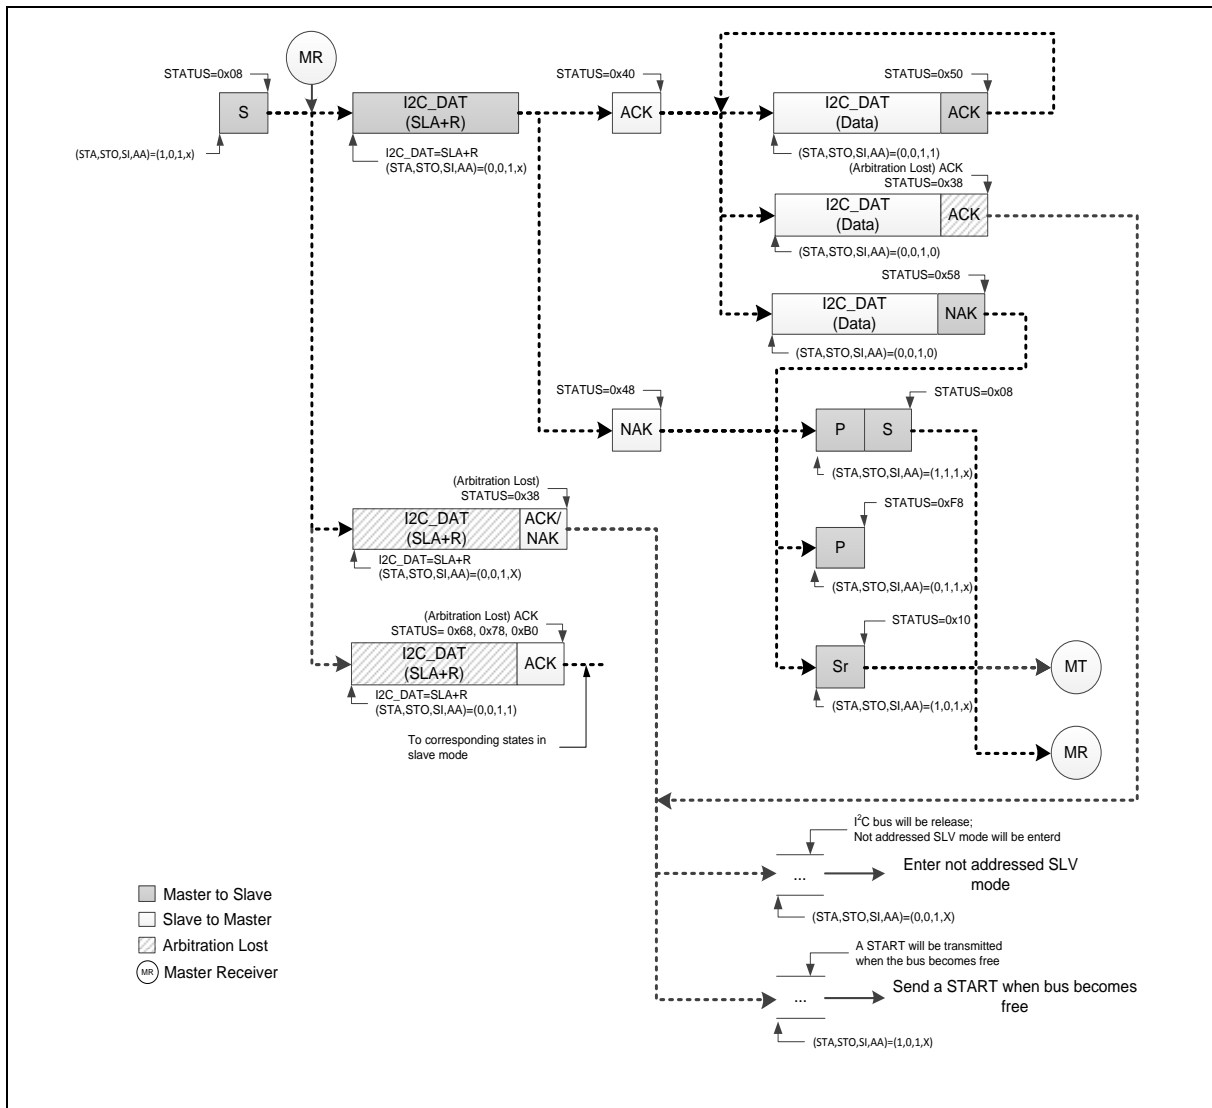 MR
STATUS=0x08
STATUS=0x40
STATUS=0x50
S
I2C_DAT
(SLA+R)
ACK
I2C_DAT
(Data)
ACK
(STA,STO,SI,AA)=(1,0,1,x)
I2C_DAT=SLA+R
(STA,STO,SI,AA)=(0,0,1,x)
(STA,STO,SI,AA)=(0,0,1,1)
(Arbitration Lost) ACK
STATUS=0x38
I2C_DAT
(Data)
ACK
(STA,STO,SI,AA)=(0,0,1,0)
STATUS=0x58
I2C_DAT
(Data)
NAK
(STA,STO,SI,AA)=(0,0,1,0)
STATUS=0x48
STATUS=0x08
NAK
P
S
(STA,STO,SI,AA)=(1,1,1,x)
(Arbitration Lost)
STATUS=0x38
STATUS=0xF8
I2C_DAT
(SLA+R)
ACK/
NAK
P
I2C_DAT=SLA+R
(STA,STO,SI,AA)=(0,0,1,X)
(STA,STO,SI,AA)=(0,1,1,x)
(Arbitration Lost) ACK
STATUS= 0x68, 0x78, 0xB0
STATUS=0x10
I2C_DAT
(SLA+R)
ACK
Sr
MT
I2C_DAT=SLA+R
(STA,STO,SI,AA)=(0,0,1,1)
(STA,STO,SI,AA)=(1,0,1,x)
To corresponding states in
slave mode
MR
I2C bus will be release;
Not addressed SLV mode will be enterd
...
Enter not addressed SLV
mode
(STA,STO,SI,AA)=(0,0,1,X)
Master to Slave
Slave to Master
Arbitration Lost
MR
Master Receiver
A START will be transmitted
when the bus becomes free
...
Send a START when bus becomes
free
(STA,STO,SI,AA)=(1,0,1,X)